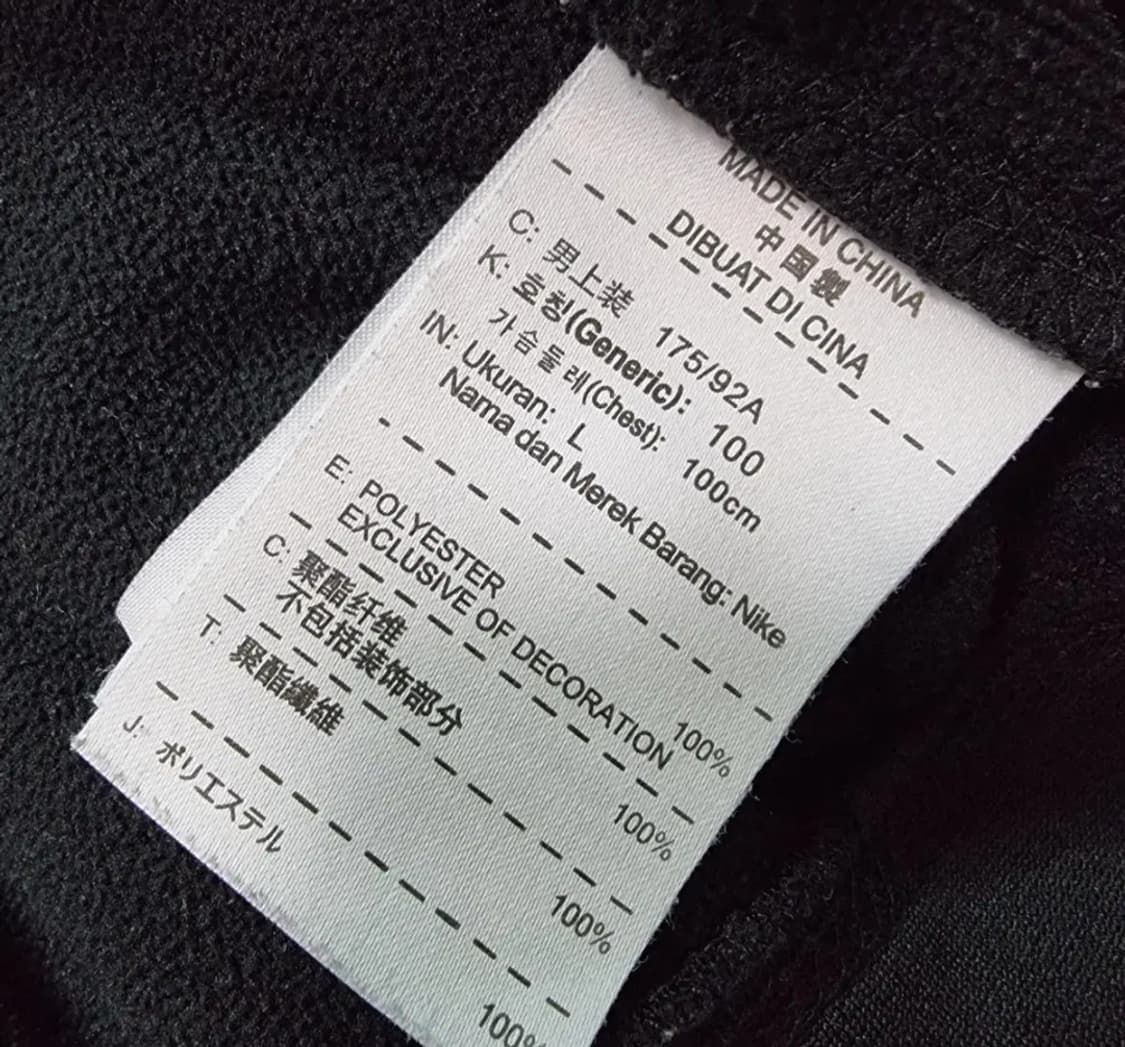 MADE IN CHINA
中国製
DIBUAT DI CINA
C: 男上装 175/92A
K: 호칭(Generic): 100
가슴둘레(Chest): 100cm
IN: Ukuran: L
Nama dan Merek Barang: Nike
E: POLYESTER 100%
EXCLUSIVE OF DECORATION
C: 聚酯纤维 100%
不包括装饰部分
T: 聚酯纖維 100%
J: ポリエステル 100%